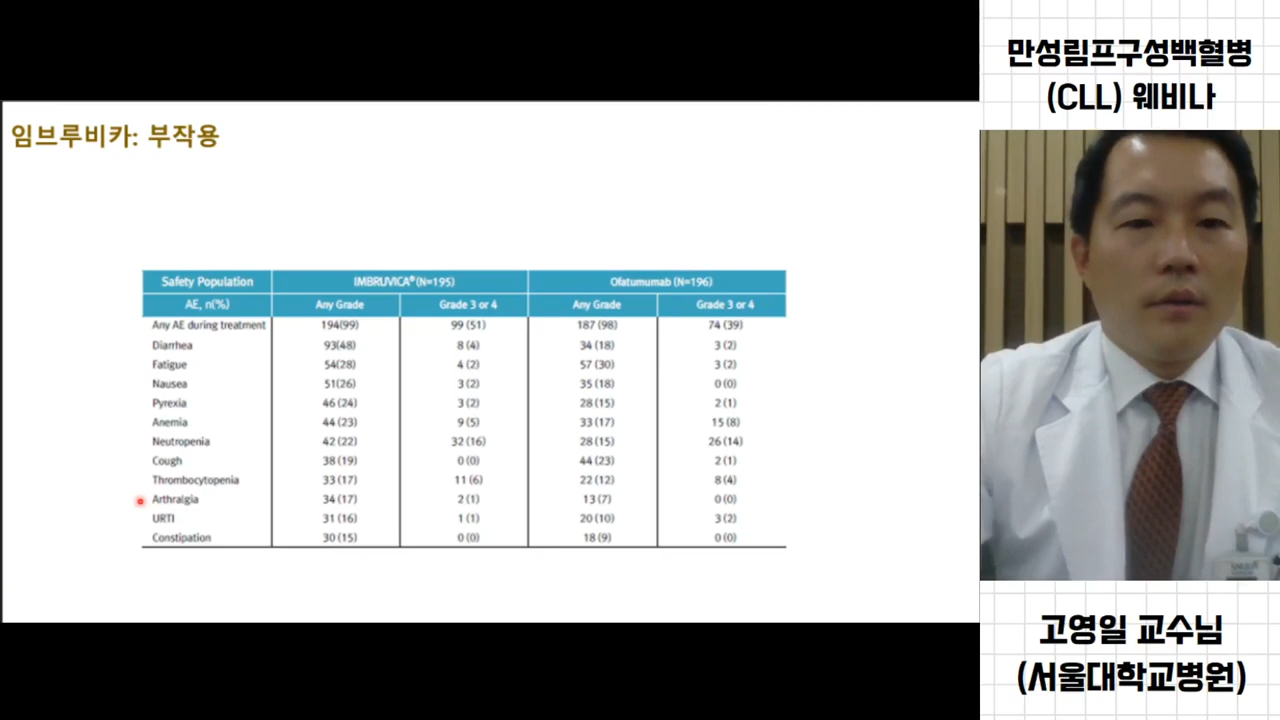 임브루비카: 부작용
Safety Population IMBRUVICA®(N=195) Ofatumumab (N=196)
AE, n(%) Any Grade Grade 3 or 4 Any Grade Grade 3 or 4
Any AE during treatment 194(99) 99 (51) 187 (98) 74 (39)
Diarrhea 93(48) 8 (4) 34 (18) 3 (2)
Fatigue 54(28) 4 (2) 57 (30) 3 (2)
Nausea 51(26) 3 (2) 35 (18) 0 (0)
Pyrexia 46 (24) 3 (2) 28 (15) 2 (1)
Anemia 44 (23) 9 (5) 33 (17) 15 (8)
Neutropenia 42 (22) 32 (16) 28 (15) 26 (14)
Cough 38 (19) 0 (0) 44 (23) 2 (1)
Thrombocytopenia 33 (17) 11 (6) 22 (12) 8 (4)
Arthralgia 34 (17) 2 (1) 13 (7) 0 (0)
URTI 31 (16) 1 (1) 20 (10) 3 (2)
Constipation 30 (15) 0 (0) 18 (9) 0 (0)
만성림프구성백혈병
(CLL) 웨비나
고영일 교수님
(서울대학교병원)